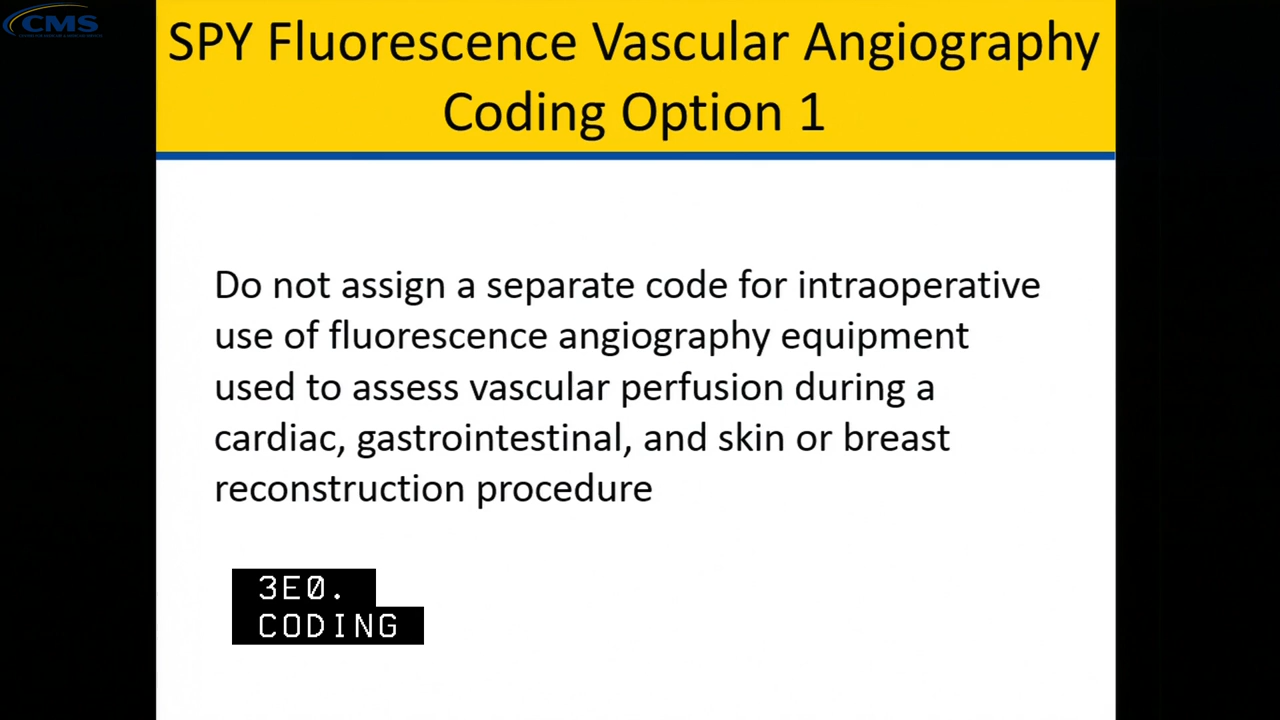 CMS
SPY Fluorescence Vascular Angiography
Coding Option 1
Do not assign a separate code for intraoperative
use of fluorescence angiography equipment
used to assess vascular perfusion during a
cardiac, gastrointestinal, and skin or breast
reconstruction procedure
3E0.
CODING